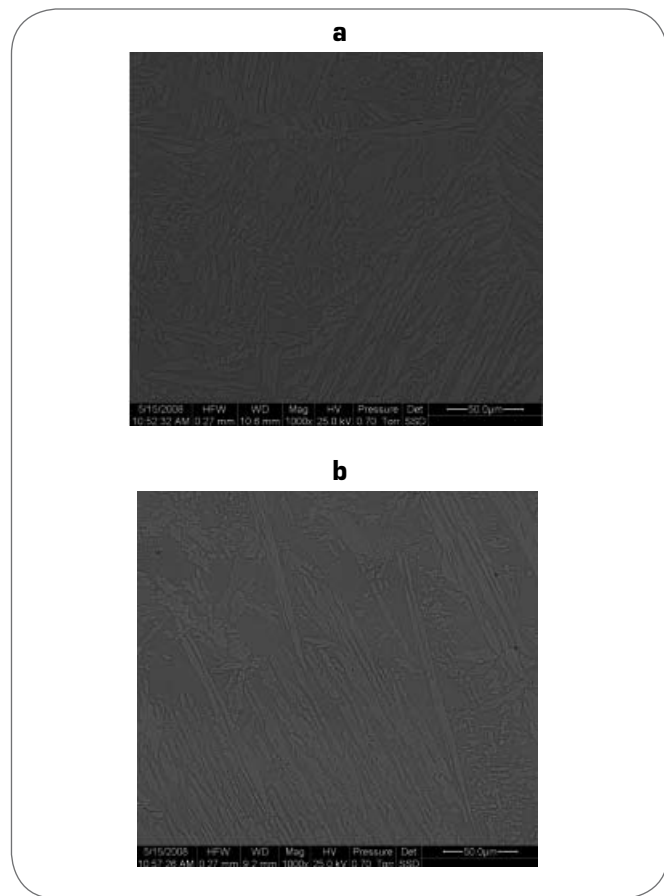 a
5/15/2008 HFW WD Mag HV Pressure Det 50.0µm
10:52:32 AM 0.27 mm 10.6 mm 1000x 25.0 kV 0.70 Torr SSD
b
5/15/2008 HFW WD Mag HV Pressure Det 50.0µm
10:57:26 AM 0.27 mm 9.2 mm 1000x 25.0 kV 0.70 Torr SSD